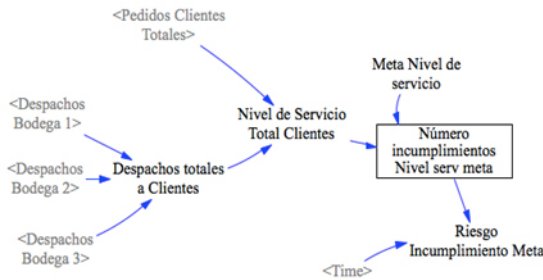 <Pedidos Clientes
Totales>
Meta Nivel de
servicio
<Despachos
Bodega 1>
Nivel de Servicio
Total Clientes
Número
incumplimientos
Nivel serv meta
<Despachos
Bodega 2>
Despachos totales
a Clientes
<Despachos
Bodega 3>
Riesgo
Incumplimiento Meta
<Time>